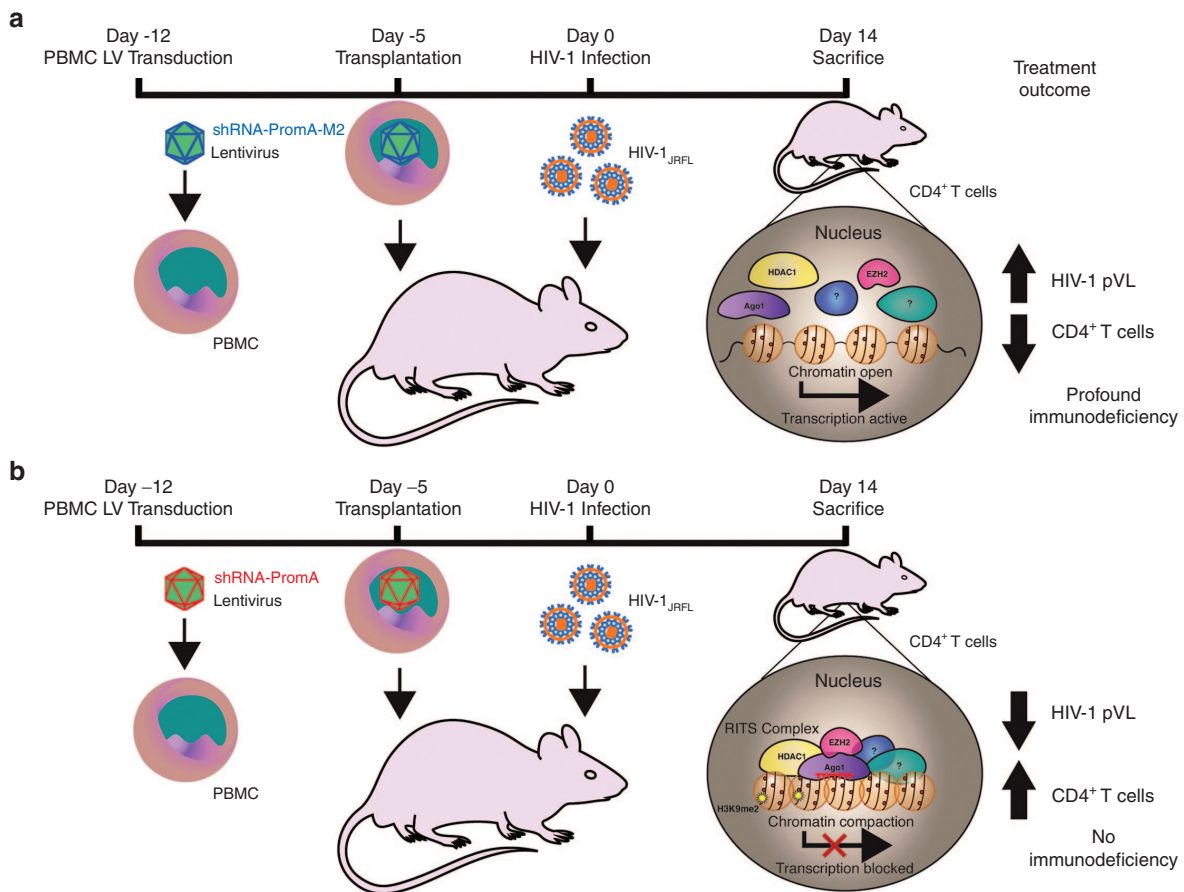 a
Day -12
PBMC LV Transduction
Day -5
Transplantation
Day 0
HIV-1 Infection
Day 14
Sacrifice
Treatment
outcome
shRNA-PromA-M2
Lentivirus
PBMC
HIV-1JRFL
CD4+ T cells
Nucleus
HDAC1
EZH2
Ago1
?
?
Chromatin open
Transcription active
HIV-1 pVL
CD4+ T cells
Profound
immunodeficiency
b
Day –12
PBMC LV Transduction
Day –5
Transplantation
Day 0
HIV-1 Infection
Day 14
Sacrifice
shRNA-PromA
Lentivirus
PBMC
HIV-1JRFL
CD4+ T cells
Nucleus
RITS Complex
EZH2
HDAC1
?
Ago1
?
H3K9me2
Chromatin compaction
Transcription blocked
HIV-1 pVL
CD4+ T cells
No
immunodeficiency